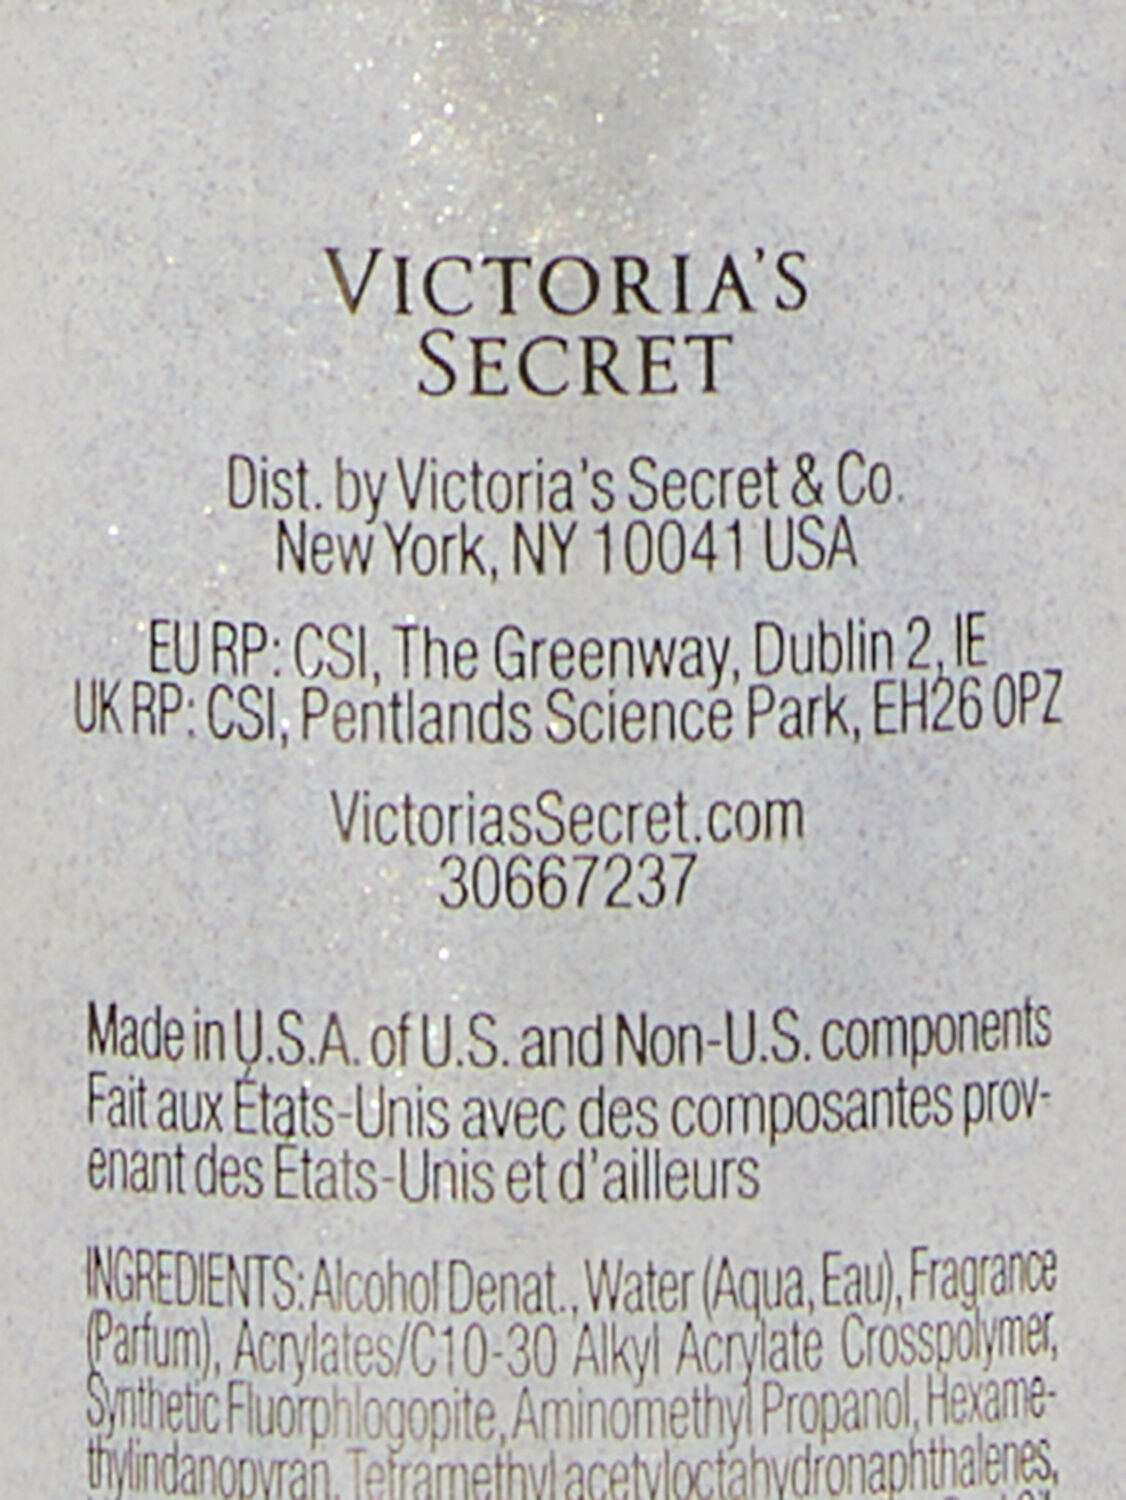 VICTORIA'S
SECRET
Dist. by Victoria's Secret & Co.
New York, NY 10041 USA
EU RP: CSI, The Greenway, Dublin 2, IE
UK RP: CSI, Pentlands Science Park, EH26 0PZ
VictoriasSecret.com
30667237
Made in U.S.A. of U.S. and Non-U.S. components
Fait aux États-Unis avec des composantes prov-
enant des États-Unis et d'ailleurs
INGREDIENTS: Alcohol Denat., Water (Aqua, Eau), Fragrance
(Parfum), Acrylates/C10-30 Alkyl Acrylate Crosspolymer,
Synthetic Fluorphlogopite, Aminomethyl Propanol, Hexame-
thylindanopyran, Tetramethyl acetyloctahydronaphthalenes,